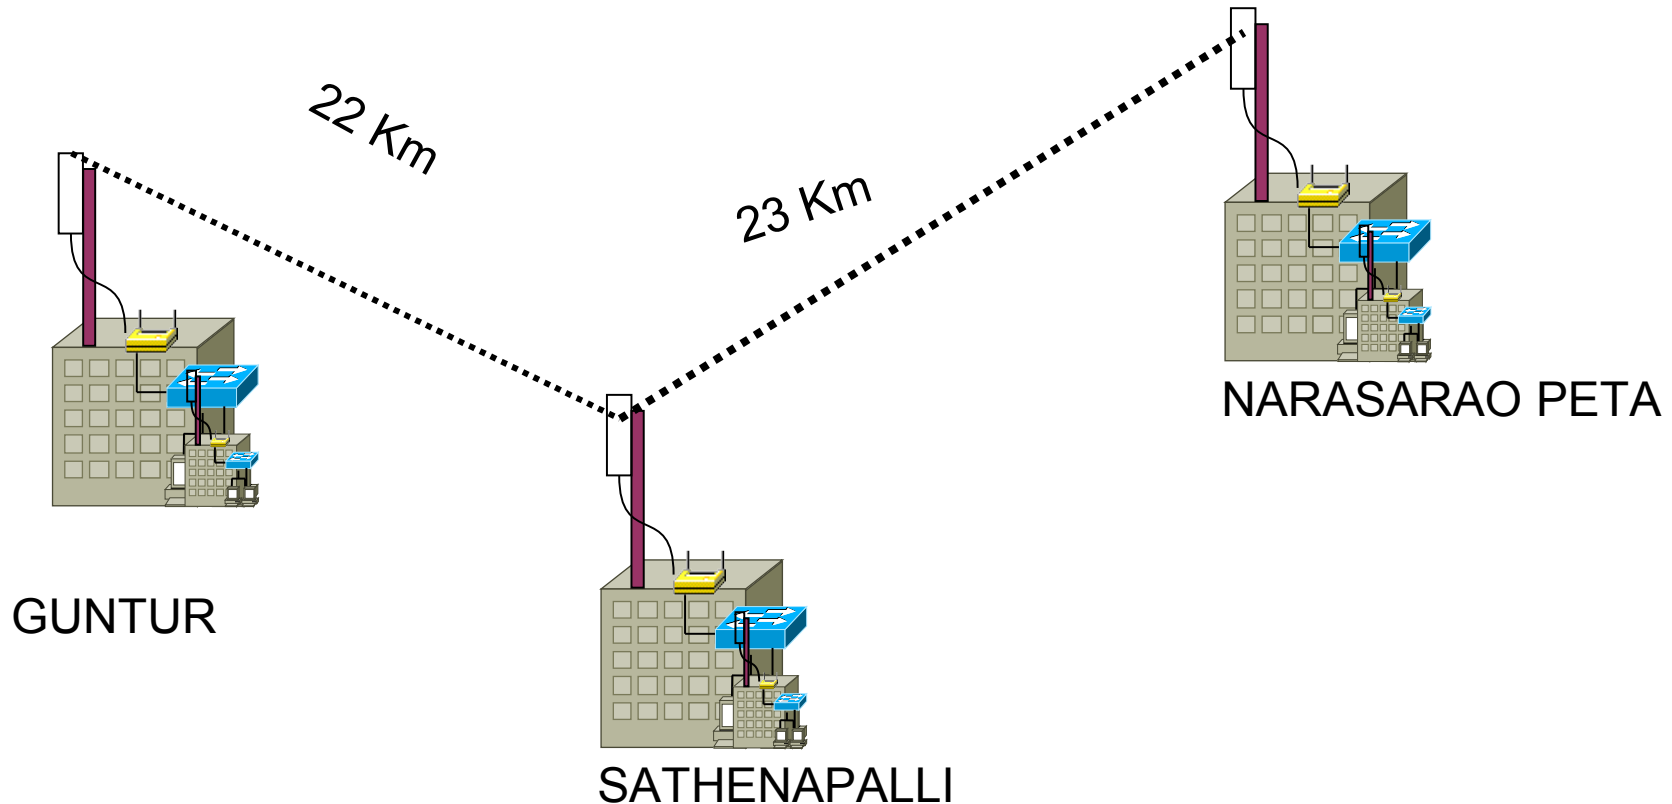 22 Km
23 Km
NARASARAO PETA
GUNTUR
SATHENAPALLI